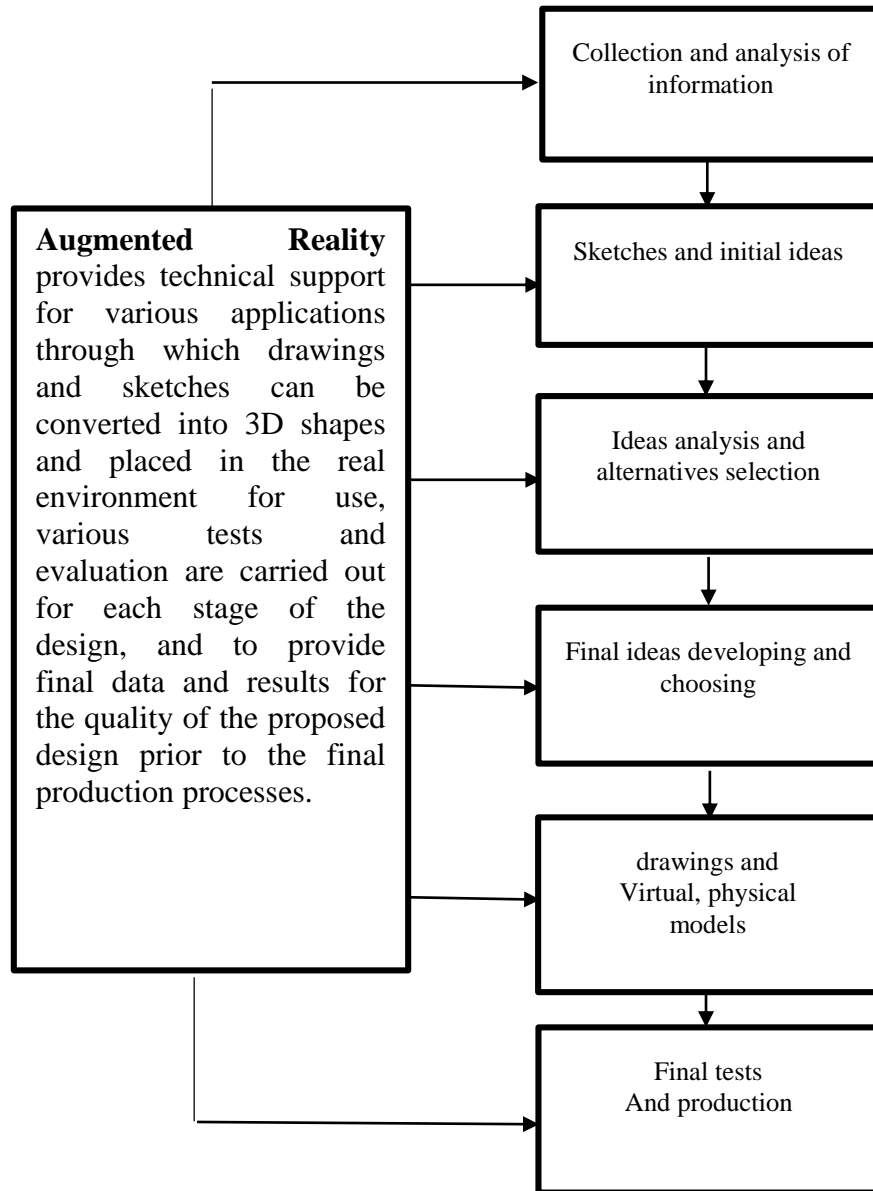 Collection and analysis of
information
Augmented Reality
provides technical support
for various applications
through which drawings
and sketches can be
converted into 3D shapes
and placed in the real
environment for use,
various tests and
evaluation are carried out
for each stage of the
design, and to provide
final data and results for
the quality of the proposed
design prior to the final
production processes.
Sketches and initial ideas
Ideas analysis and
alternatives selection
Final ideas developing and
choosing
drawings and
Virtual, physical
models
Final tests
And production